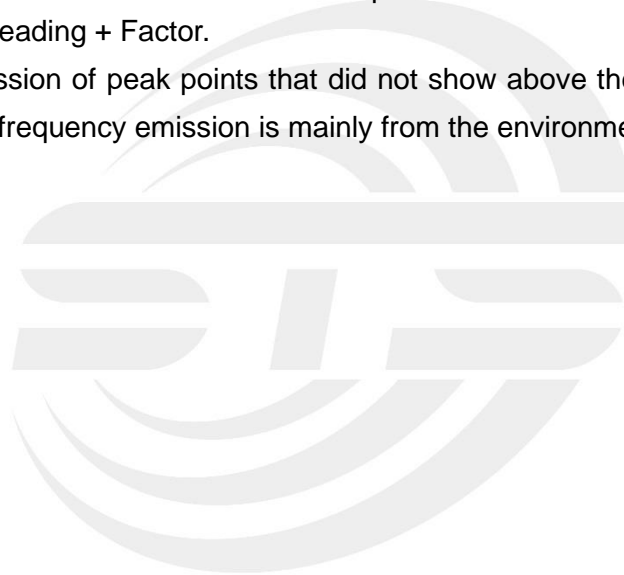 eading + Factor.
ssion of peak points that did not show above the
frequency emission is mainly from the environme
STS